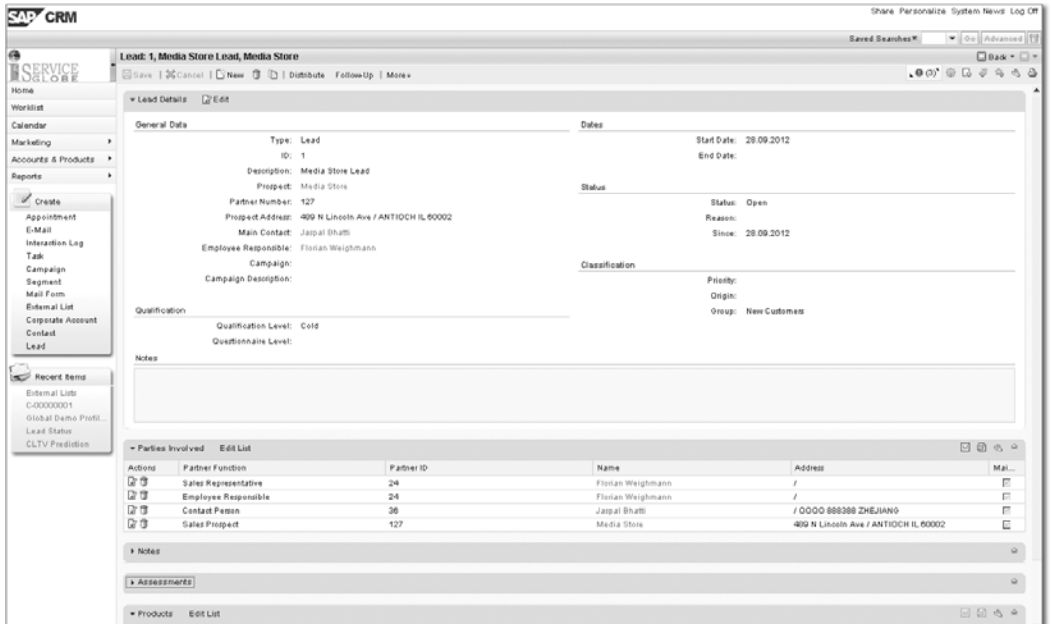 SAP CRM
Share Personalize System News Log Off
Saved Searches Go Advanced
SERVICE GLOBE
Lead: 1, Media Store Lead, Media Store
Back
Save | Cancel | New | Distribute Follow-Up | More
Home
Worklist
Calendar
Marketing
Accounts & Products
Reports
Create
Appointment
E-Mail
Interaction Log
Task
Campaign
Segment
Mail Form
External List
Corporate Account
Contact
Lead
Recent Items
External Lists
C-00000001
Global Demo Profil...
Lead Status
CLTV Prediction
Lead Details Edit
General Data
Type: Lead
ID: 1
Description: Media Store Lead
Prospect: Media Store
Partner Number: 127
Prospect Address: 489 N Lincoln Ave / ANTIOCH IL 60002
Main Contact: Jaspal Bhatti
Employee Responsible: Florian Weighmann
Campaign:
Campaign Description:
Qualification
Qualification Level: Cold
Questionnaire Level:
Dates
Start Date: 28.09.2012
End Date:
Status
Status: Open
Reason:
Since: 28.09.2012
Classification
Priority:
Origin:
Group: New Customers
Notes
Parties Involved Edit List
Actions Partner Function Partner ID Name Address Mai...
Sales Representative 24 Florian Weighmann /
Employee Responsible 24 Florian Weighmann /
Contact Person 36 Jaspal Bhatti / OOOO 888388 ZHEJIANG
Sales Prospect 127 Media Store 489 N Lincoln Ave / ANTIOCH IL 60002
Notes
Assessments
Products Edit List